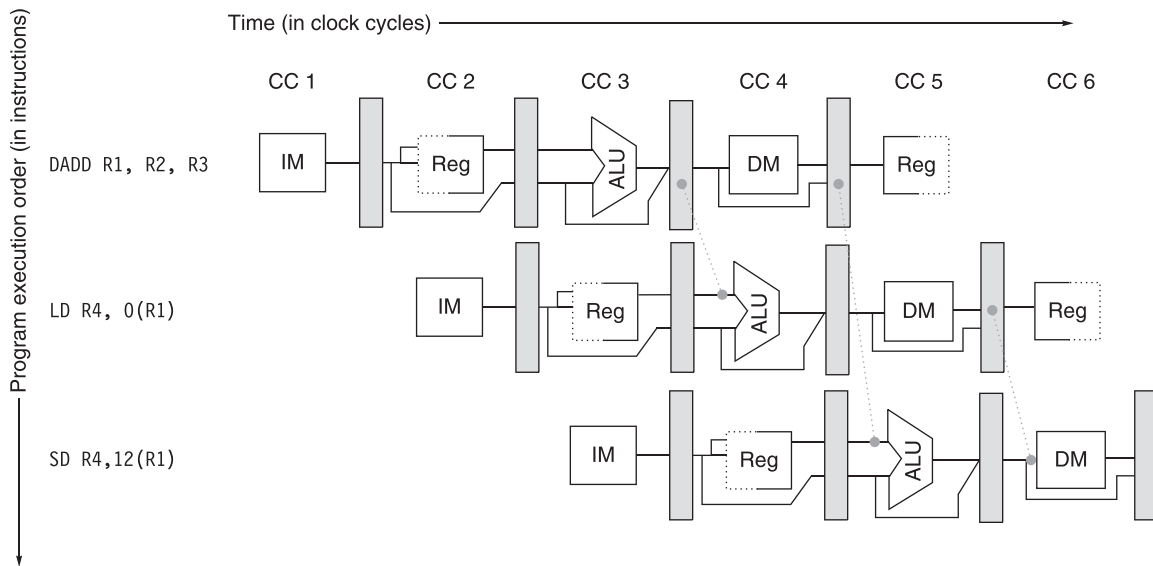 Time (in clock cycles)
Program execution order (in instructions)
CC 1 CC 2 CC 3 CC 4 CC 5 CC 6
DADD R1, R2, R3 IM Reg ALU DM Reg
LD R4, 0(R1) IM Reg ALU DM Reg
SD R4,12(R1) IM Reg ALU DM